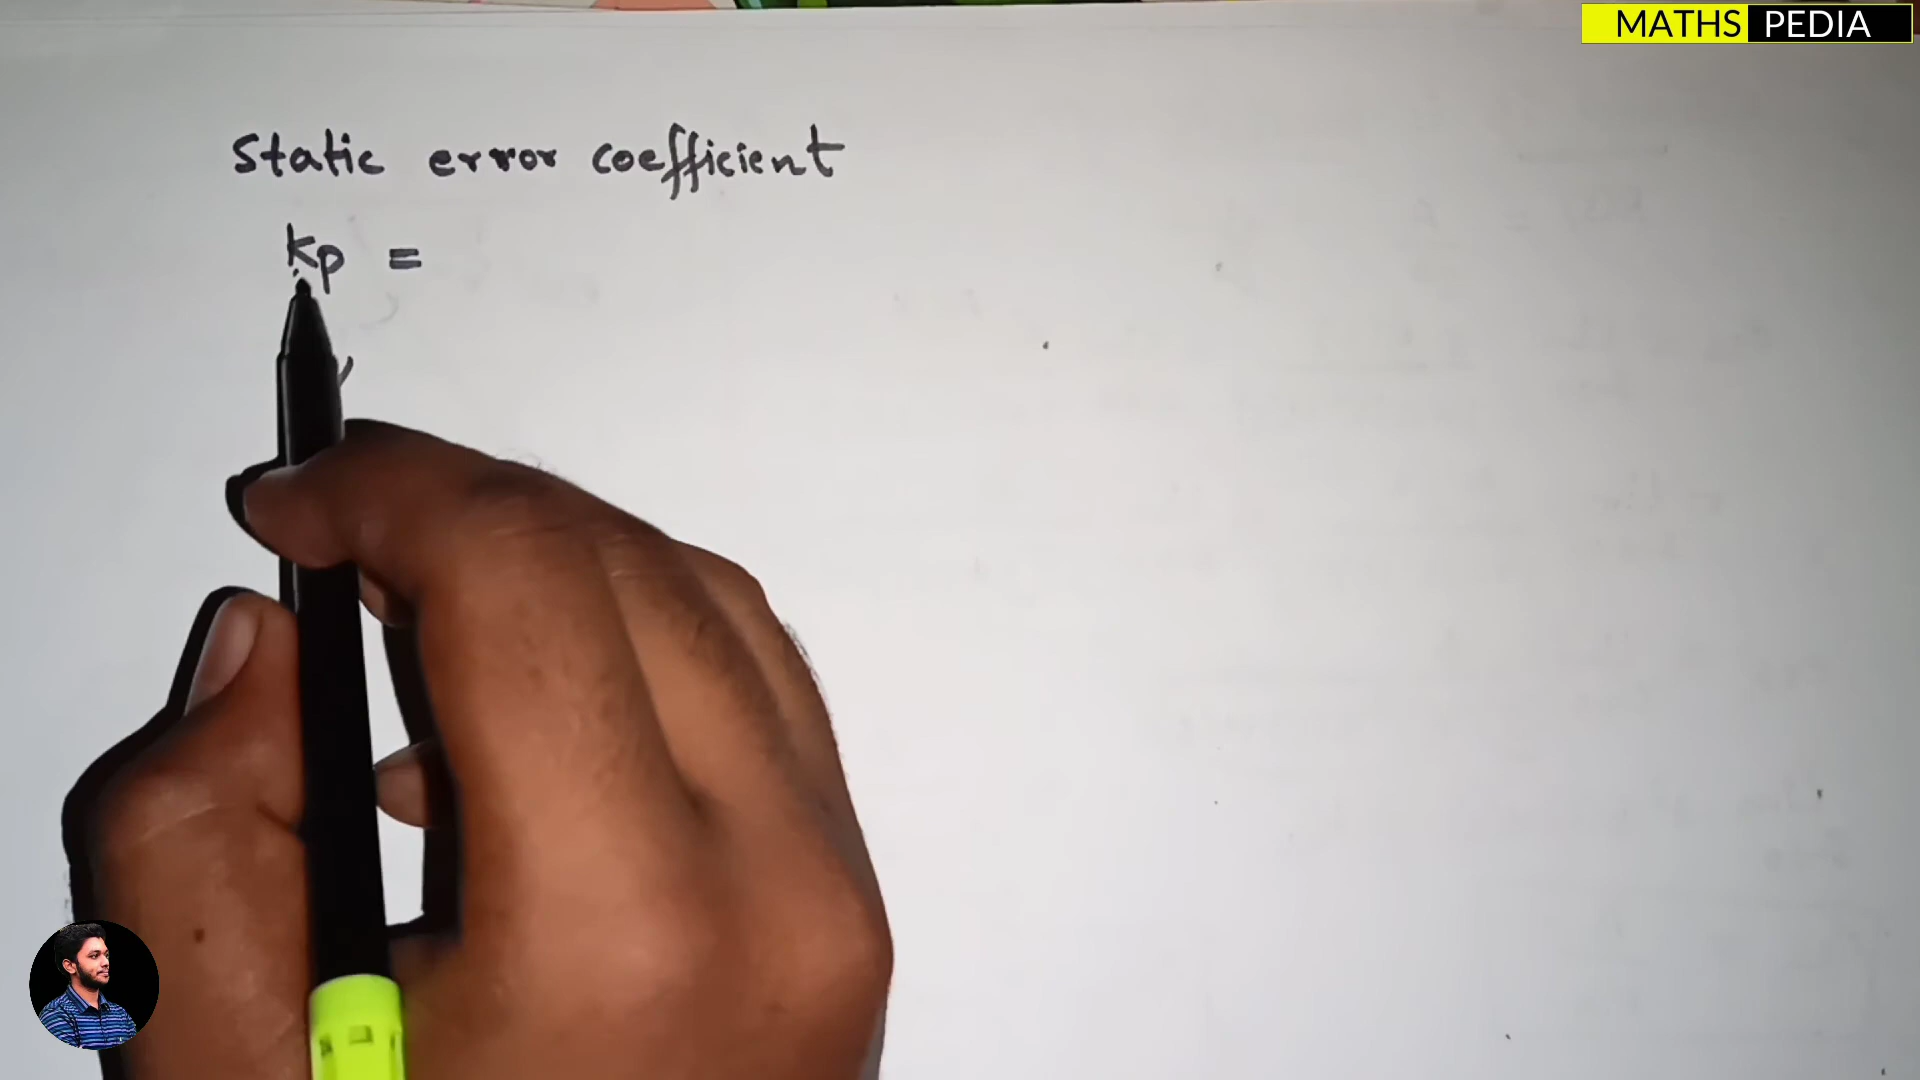 MATHS PEDIA
Static error coefficient
kp =